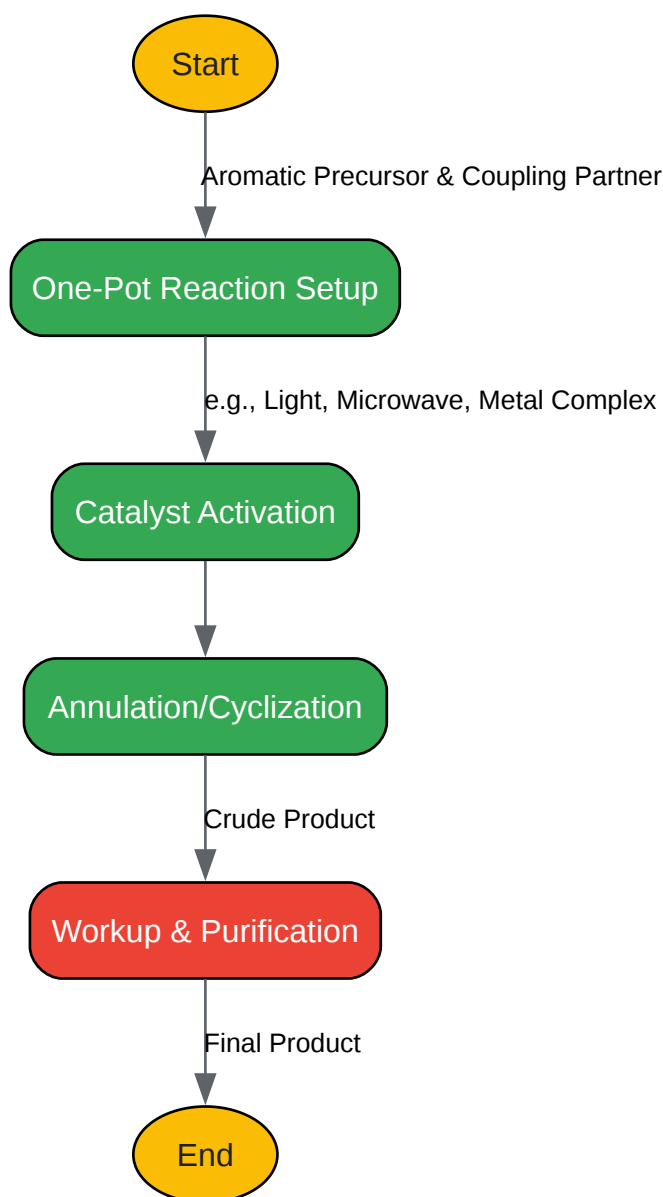 Start
Aromatic Precursor & Coupling Partner
One-Pot Reaction Setup
e.g., Light, Microwave, Metal Complex
Catalyst Activation
Annulation/Cyclization
Crude Product
Workup & Purification
Final Product
End